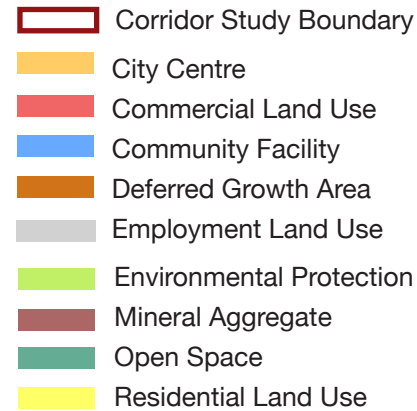 Corridor Study Boundary
City Centre
Commercial Land Use
Community Facility
Deferred Growth Area
Employment Land Use
Environmental Protection
Mineral Aggregate
Open Space
Residential Land Use